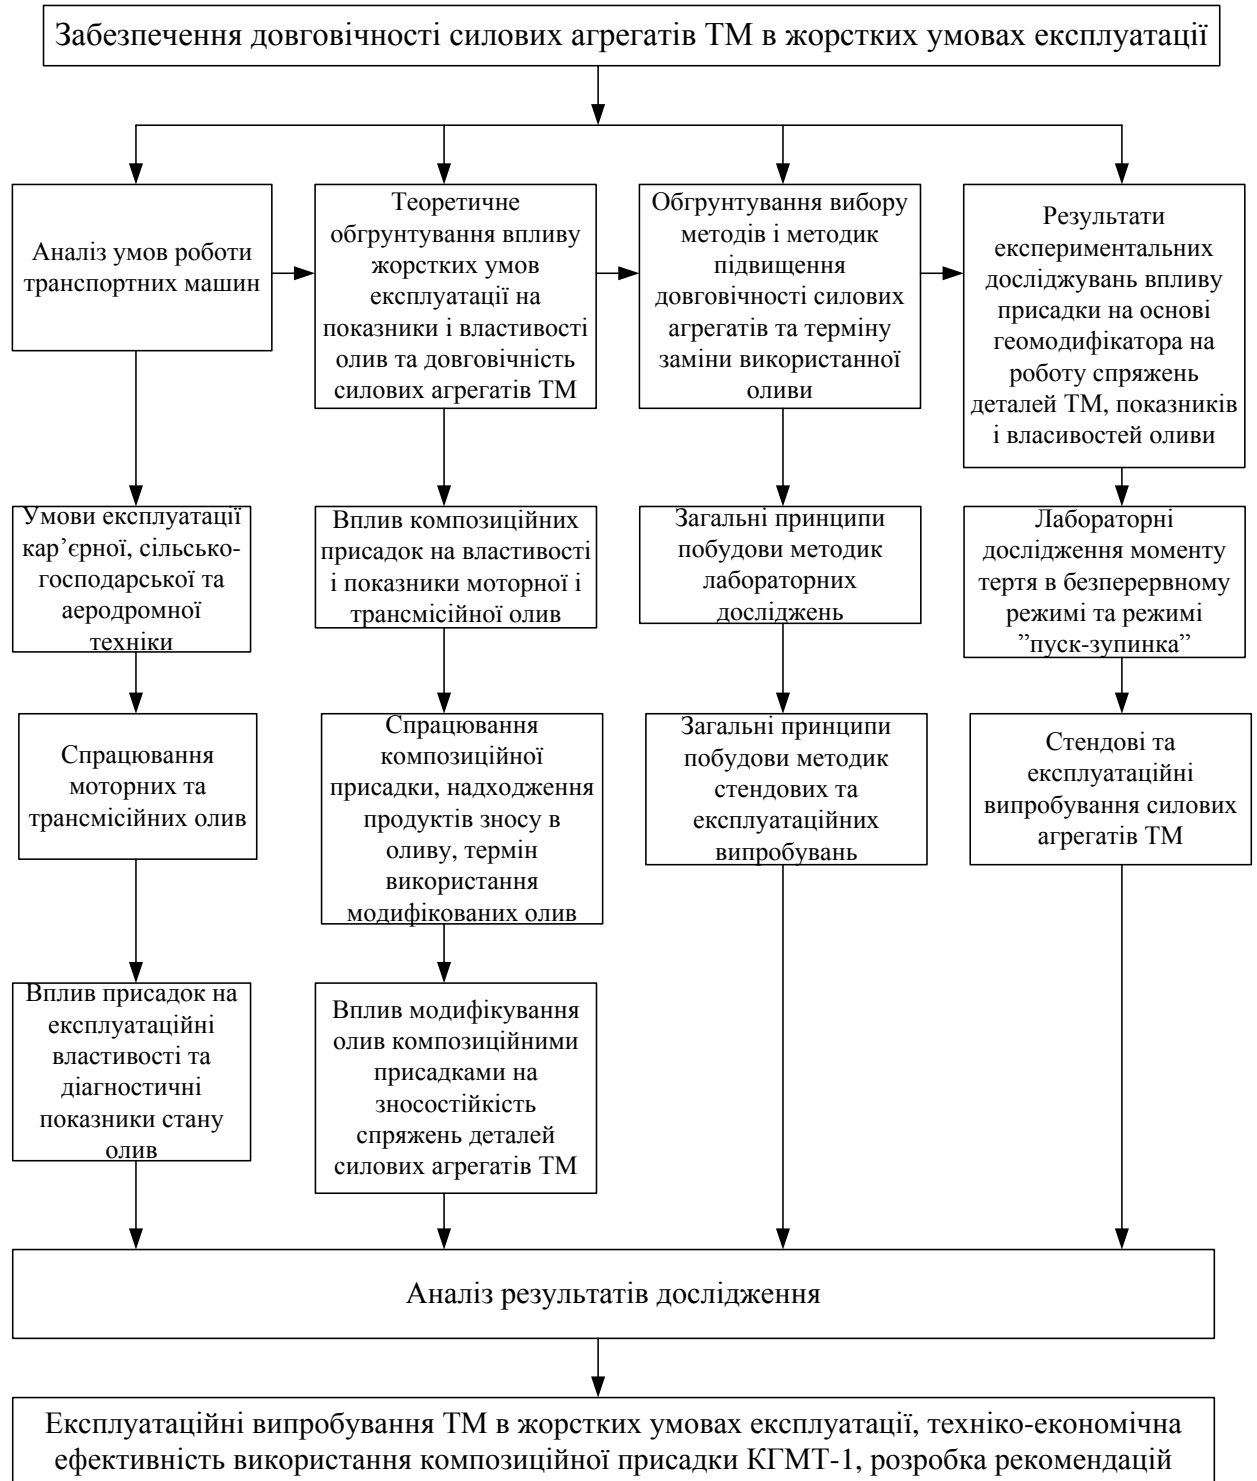 Забезпечення довговічності силових агрегатів ТМ в жорстких умовах експлуатації
Аналіз умов роботи
транспортних машин
Теоретичне
обгрунтування впливу
жорстких умов
експлуатації на
показники і властивості
олив та довговічність
силових агрегатів ТМ
Обгрунтування вибору
методів і методик
підвищення
довговічності силових
агрегатів та терміну
заміни використанної
оливи
Результати
експериментальних
досліджувань впливу
присадки на основі
геомодифікатора на
роботу спряжень
деталей ТМ, показників
і власивостей оливи
Умови експлуатації
кар’єрної, сільсько-
господарської та
аеродромної
техніки
Вплив композиційних
присадок на властивості
і показники моторної і
трансмісійної олив
Загальні принципи
побудови методик
лабораторних
досліджень
Лабораторні
дослідження моменту
тертя в безперервному
режимі та режимі
”пуск-зупинка”
Спрацювання
моторних та
трансмісійних олив
Спрацювання
композиційної
присадки, надходження
продуктів зносу в
оливу, термін
використання
модифікованих олив
Загальні принципи
побудови методик
стендових та
експлуатаційних
випробувань
Стендові та
експлуатаційні
випробування силових
агрегатів ТМ
Вплив присадок на
експлуатаційні
властивості та
діагностичні
показники стану
олив
Вплив модифікування
олив композиційними
присадками на
зносостійкість
спряжень деталей
силових агрегатів ТМ
Аналіз результатів дослідження
Експлуатаційні випробування ТМ в жорстких умовах експлуатації, техніко-економічна
ефективність використання композиційної присадки КГМТ-1, розробка рекомендацій